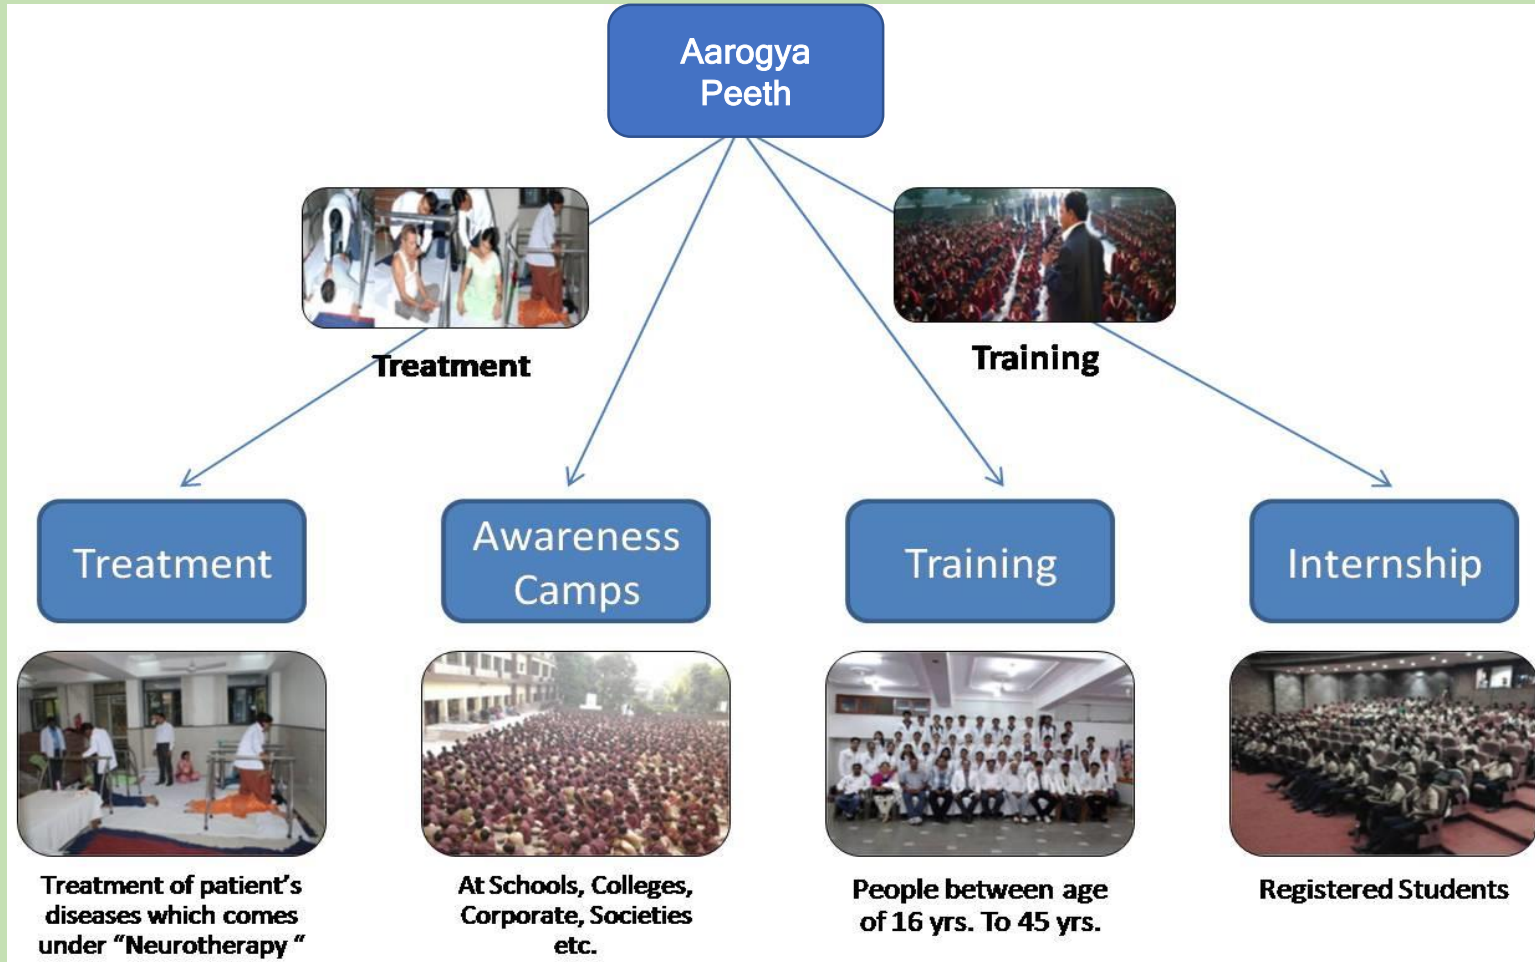 Aarogya
Peeth
Treatment
Training
Treatment
Awareness
Camps
Training
Internship
Treatment of patient’s
diseases which comes
under “Neurotherapy “
At Schools, Colleges,
Corporate, Societies
etc.
People between age
of 16 yrs. To 45 yrs.
Registered Students